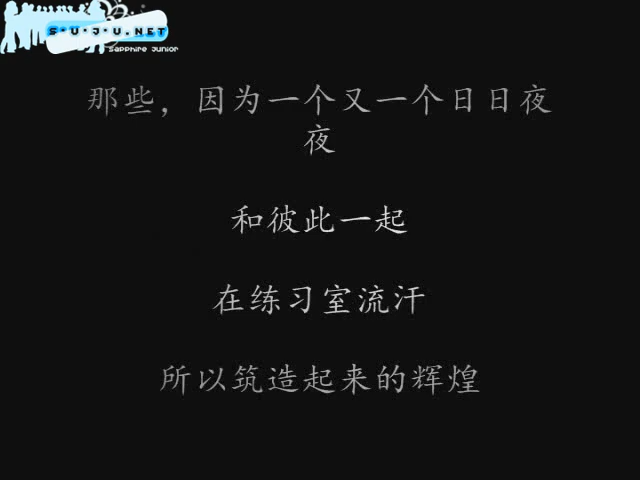 S·U·J·U.NET
SAPPHIRE JUNIOR
那些，因为一个又一个日日夜
夜
和彼此一起
在练习室流汗
所以筑造起来的辉煌